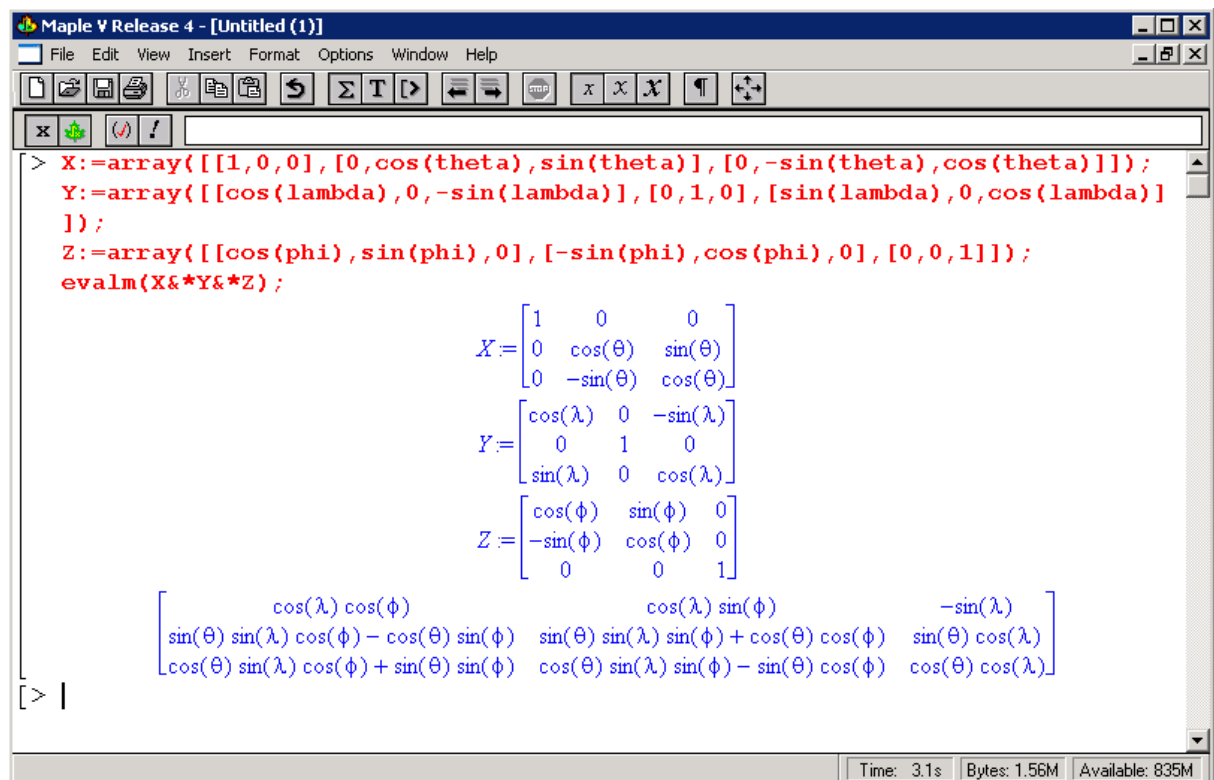 Maple V Release 4 - [Untitled (1)]
File Edit View Insert Format Options Window Help
Σ T [> STOP x x x ¶
x (√) !
[> X:=array([[1,0,0],[0,cos(theta),sin(theta)],[0,-sin(theta),cos(theta)]]);
Y:=array([[cos(lambda),0,-sin(lambda)],[0,1,0],[sin(lambda),0,cos(lambda)]
]);
Z:=array([[cos(phi),sin(phi),0],[-sin(phi),cos(phi),0],[0,0,1]]);
evalm(X&*Y&*Z);
1 0 0
X := 0 cos(θ) sin(θ)
0 -sin(θ) cos(θ)
cos(λ) 0 -sin(λ)
Y := 0 1 0
sin(λ) 0 cos(λ)
cos(ϕ) sin(ϕ) 0
Z := -sin(ϕ) cos(ϕ) 0
0 0 1
cos(λ) cos(ϕ) cos(λ) sin(ϕ) -sin(λ)
sin(θ) sin(λ) cos(ϕ) - cos(θ) sin(ϕ) sin(θ) sin(λ) sin(ϕ) + cos(θ) cos(ϕ) sin(θ) cos(λ)
cos(θ) sin(λ) cos(ϕ) + sin(θ) sin(ϕ) cos(θ) sin(λ) sin(ϕ) - sin(θ) cos(ϕ) cos(θ) cos(λ)
[>
Time: 3.1s Bytes: 1.56M Available: 835M